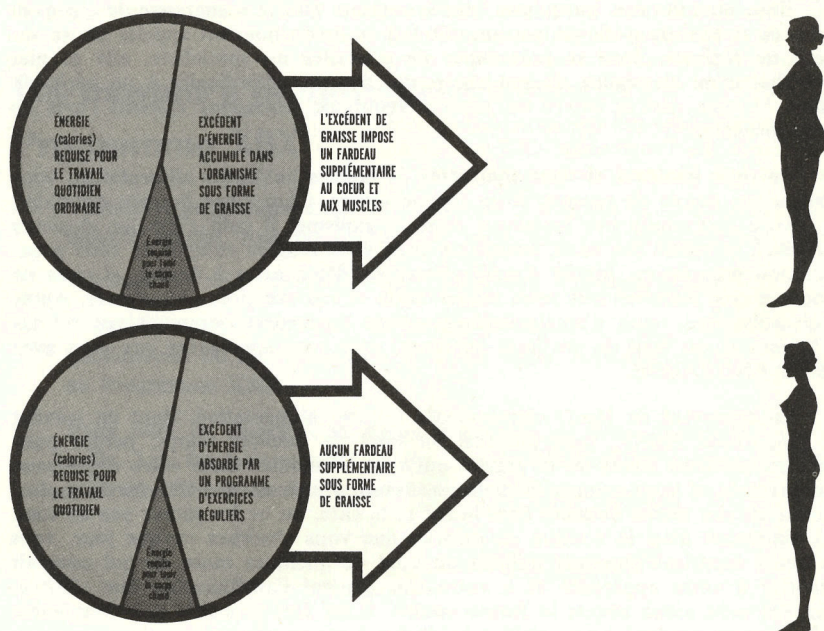 ÉNERGIE
(calories)
REQUISE POUR
LE TRAVAIL
QUOTIDIEN
ORDINAIRE
EXCÉDENT
D'ÉNERGIE
ACCUMULÉ DANS
L'ORGANISME
SOUS FORME
DE GRAISSE
Énergie
requise
pour tenir
le corps
chaud
L'EXCÉDENT DE
GRAISSE IMPOSE
UN FARDEAU
SUPPLÉMENTAIRE
AU COEUR ET
AUX MUSCLES
ÉNERGIE
(calories)
REQUISE POUR
LE TRAVAIL
QUOTIDIEN
EXCÉDENT
D'ÉNERGIE
ABSORBÉ PAR
UN PROGRAMME
D'EXERCICES
RÉGULIERS
Énergie
requise
pour tenir
le corps
chaud
AUCUN FARDEAU
SUPPLÉMENTAIRE
SOUS FORME
DE GRAISSE